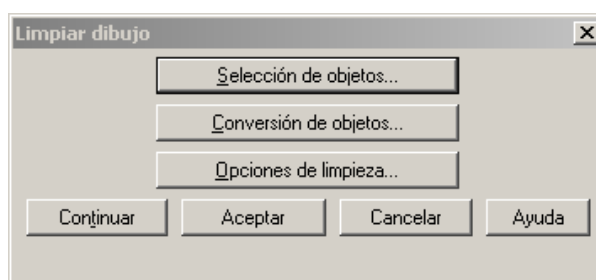 Limpiar dibujo
Selección de objetos...
Conversión de objetos...
Opciones de limpieza...
Continuar Aceptar Cancelar Ayuda